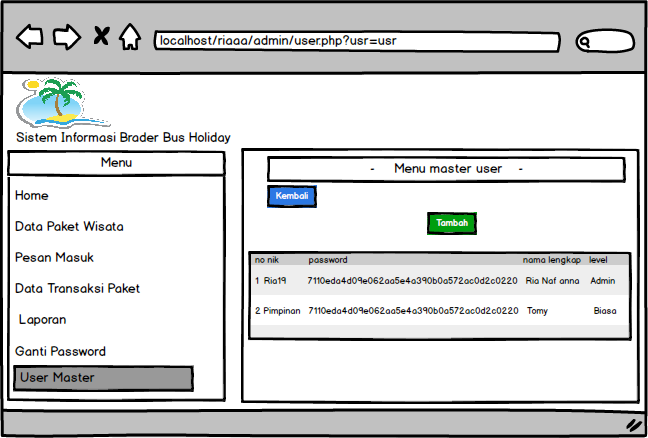 localhost/riaaa/admin/user.php?usr=usr
Sistem Informasi Brader Bus Holiday
Menu
Home
Data Paket Wisata
Pesan Masuk
Data Transaksi Paket
Laporan
Ganti Password
User Master
- Menu master user -
Kembali
Tambah
no nik password nama lengkap level
1 Ria19 7110eda4d09e062aa5e4a390b0a572ac0d2c0220 Ria Naf anna Admin
2 Pimpinan 7110eda4d09e062aa5e4a390b0a572ac0d2c0220 Tomy Biasa